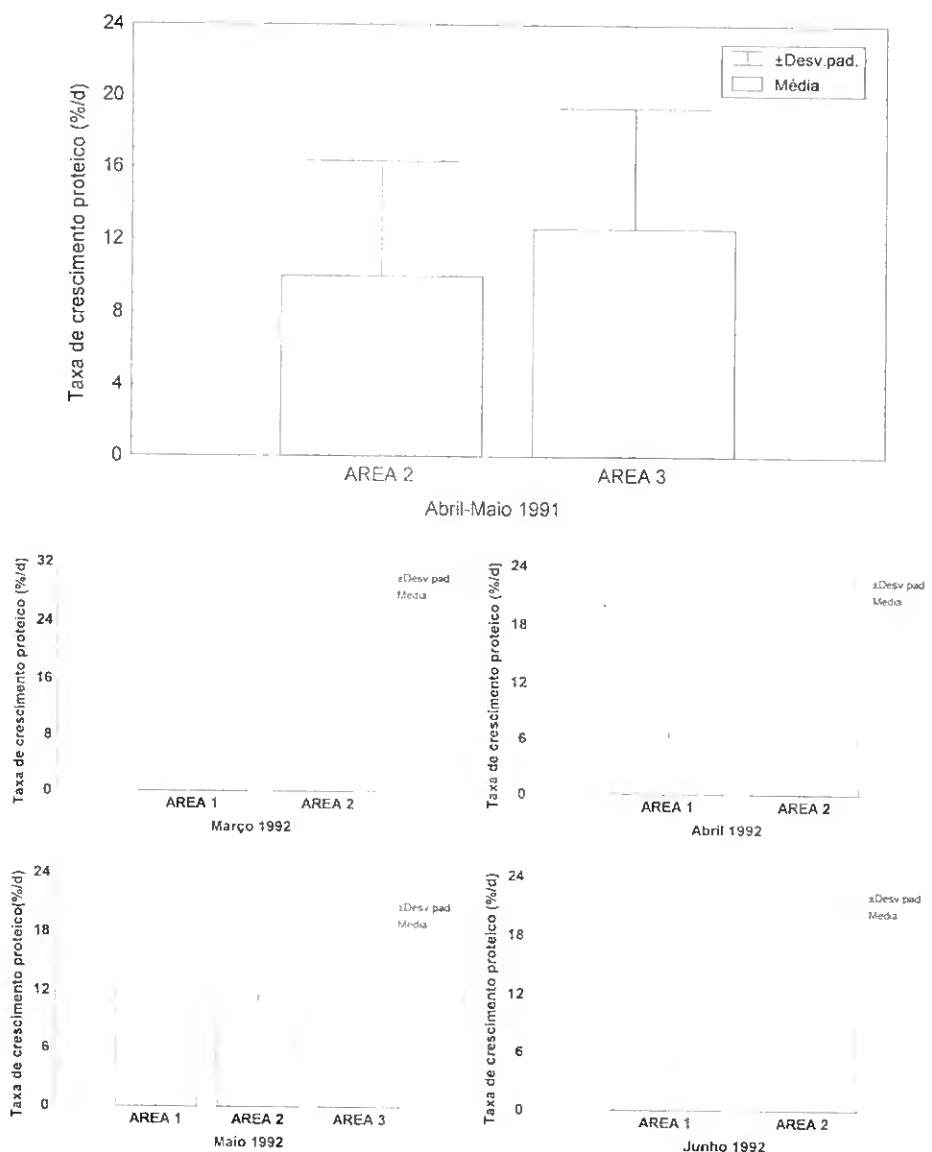 Taxa de crescimento proteico (%/d)
24
20
16
12
8
4
0
±Desv.pad.
Média
AREA 2 AREA 3
Abril-Maio 1991
Taxa de crescimento proteico (%/d)
32
24
16
8
0
±Desv.pad
Media
AREA 1 AREA 2
Março 1992
Taxa de crescimento proteico (%/d)
24
18
12
6
0
±Desv.pad
Media
AREA 1 AREA 2
Abril 1992
Taxa de crescimento proteico(%/d)
24
18
12
6
0
±Desv.pad
Media
AREA 1 AREA 2 AREA 3
Maio 1992
Taxa de crescimento proteico (%/d)
24
18
12
6
0
±Desv.pad
Media
AREA 1 AREA 2
Junho 1992